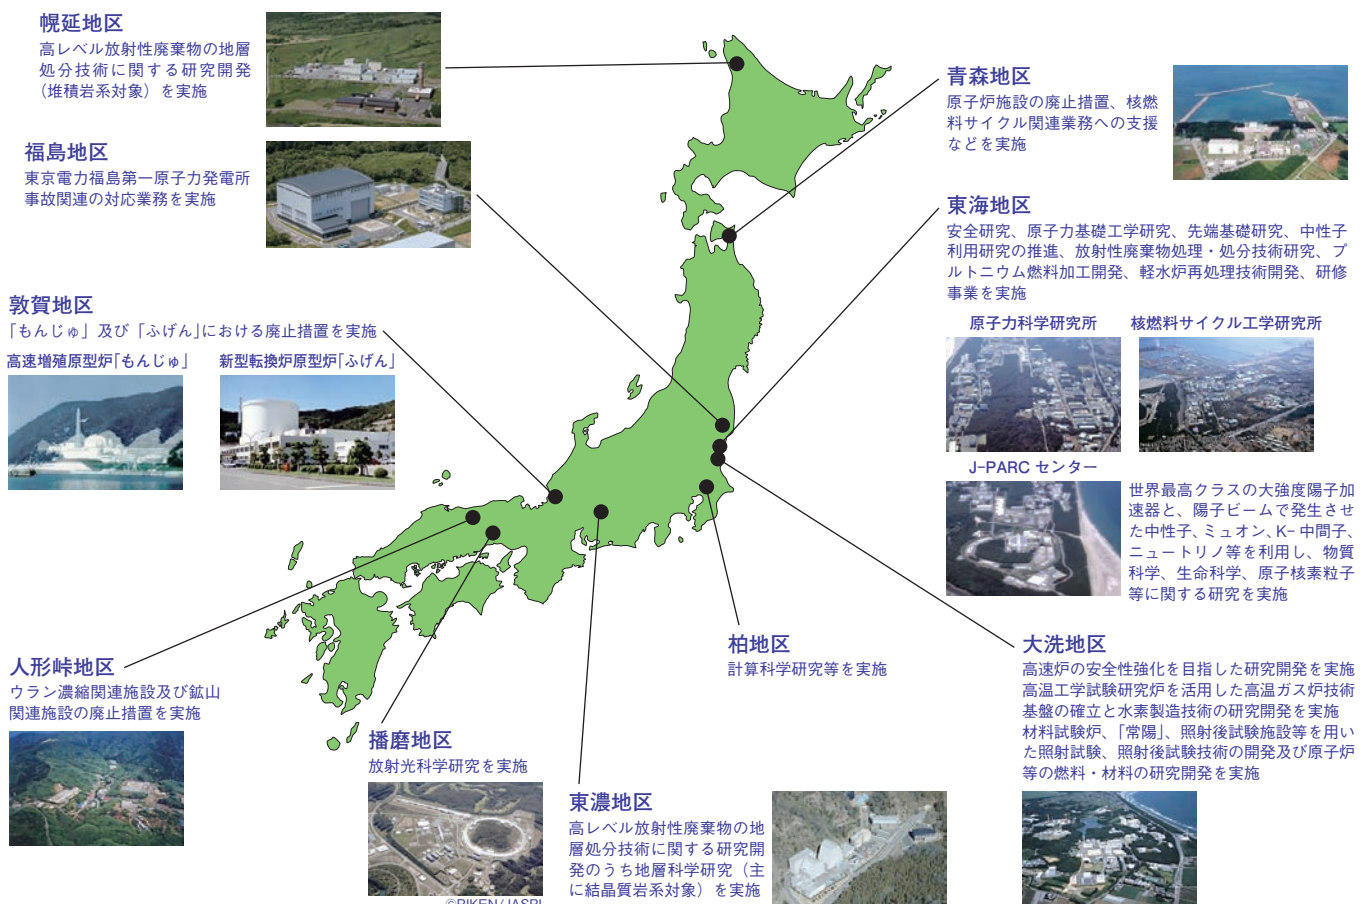 幌延地区
高レベル放射性廃棄物の地層
処分技術に関する研究開発
（堆積岩系対象）を実施
福島地区
東京電力福島第一原子力発電所
事故関連の対応業務を実施
敦賀地区
「もんじゅ」及び「ふげん」における廃止措置を実施
高速増殖原型炉「もんじゅ」
新型転換炉原型炉「ふげん」
人形峠地区
ウラン濃縮関連施設及び鉱山
関連施設の廃止措置を実施
播磨地区
放射光科学研究を実施
©RIKEN/JASRI
東濃地区
高レベル放射性廃棄物の地
層処分技術に関する研究開
発のうち地層科学研究（主
に結晶質岩系対象）を実施
柏地区
計算科学研究等を実施
青森地区
原子炉施設の廃止措置、核燃
料サイクル関連業務への支援
などを実施
東海地区
安全研究、原子力基礎工学研究、先端基礎研究、中性子
利用研究の推進、放射性廃棄物処理・処分技術研究、プ
ルトニウム燃料加工開発、軽水炉再処理技術開発、研修
事業を実施
原子力科学研究所
核燃料サイクル工学研究所
J-PARC センター
世界最高クラスの大強度陽子加
速器と、陽子ビームで発生させ
た中性子、ミュオン、K- 中間子、
ニュートリノ等を利用し、物質
科学、生命科学、原子核素粒子
等に関する研究を実施
大洗地区
高速炉の安全性強化を目指した研究開発を実施
高温工学試験研究炉を活用した高温ガス炉技術
基盤の確立と水素製造技術の研究開発を実施
材料試験炉、「常陽」、照射後試験施設等を用い
た照射試験、照射後試験技術の開発及び原子炉
等の燃料・材料の研究開発を実施